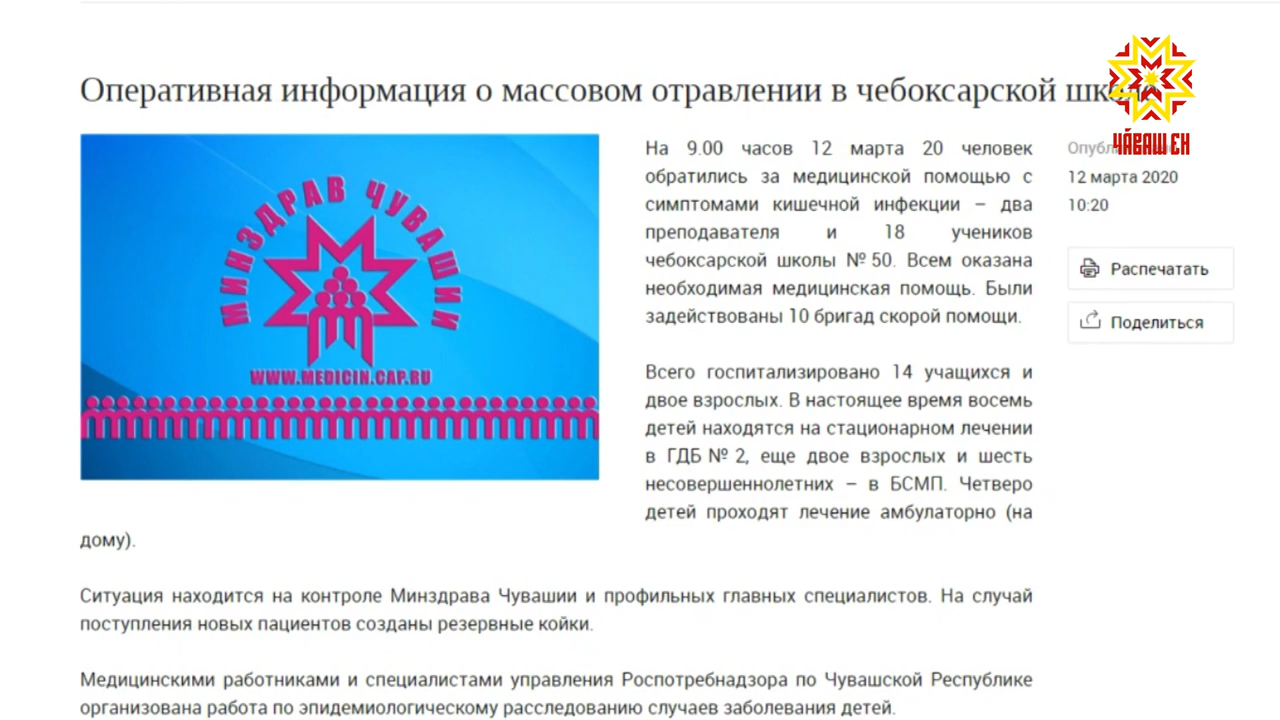 Оперативная информация о массовом отравлении в чебоксарской
ЧӐВАШ ЕН
МИНЗДРАВ ЧУВАШИИ
WWW.MEDICIN.CAP.RU
На 9.00 часов 12 марта 20 человек
обратились за медицинской помощью с
симптомами кишечной инфекции – два
преподавателя и 18 учеников
чебоксарской школы № 50. Всем оказана
необходимая медицинская помощь. Были
задействованы 10 бригад скорой помощи.
Всего госпитализировано 14 учащихся и
двое взрослых. В настоящее время восемь
детей находятся на стационарном лечении
в ГДБ № 2, еще двое взрослых и шесть
несовершеннолетних – в БСМП. Четверо
детей проходят лечение амбулаторно (на
дому).
Ситуация находится на контроле Минздрава Чувашии и профильных главных специалистов. На случай
поступления новых пациентов созданы резервные койки.
Медицинскими работниками и специалистами управления Роспотребнадзора по Чувашской Республике
организована работа по эпидемиологическому расследованию случаев заболевания детей.
12 марта 2020
10:20
Распечатать
Поделиться